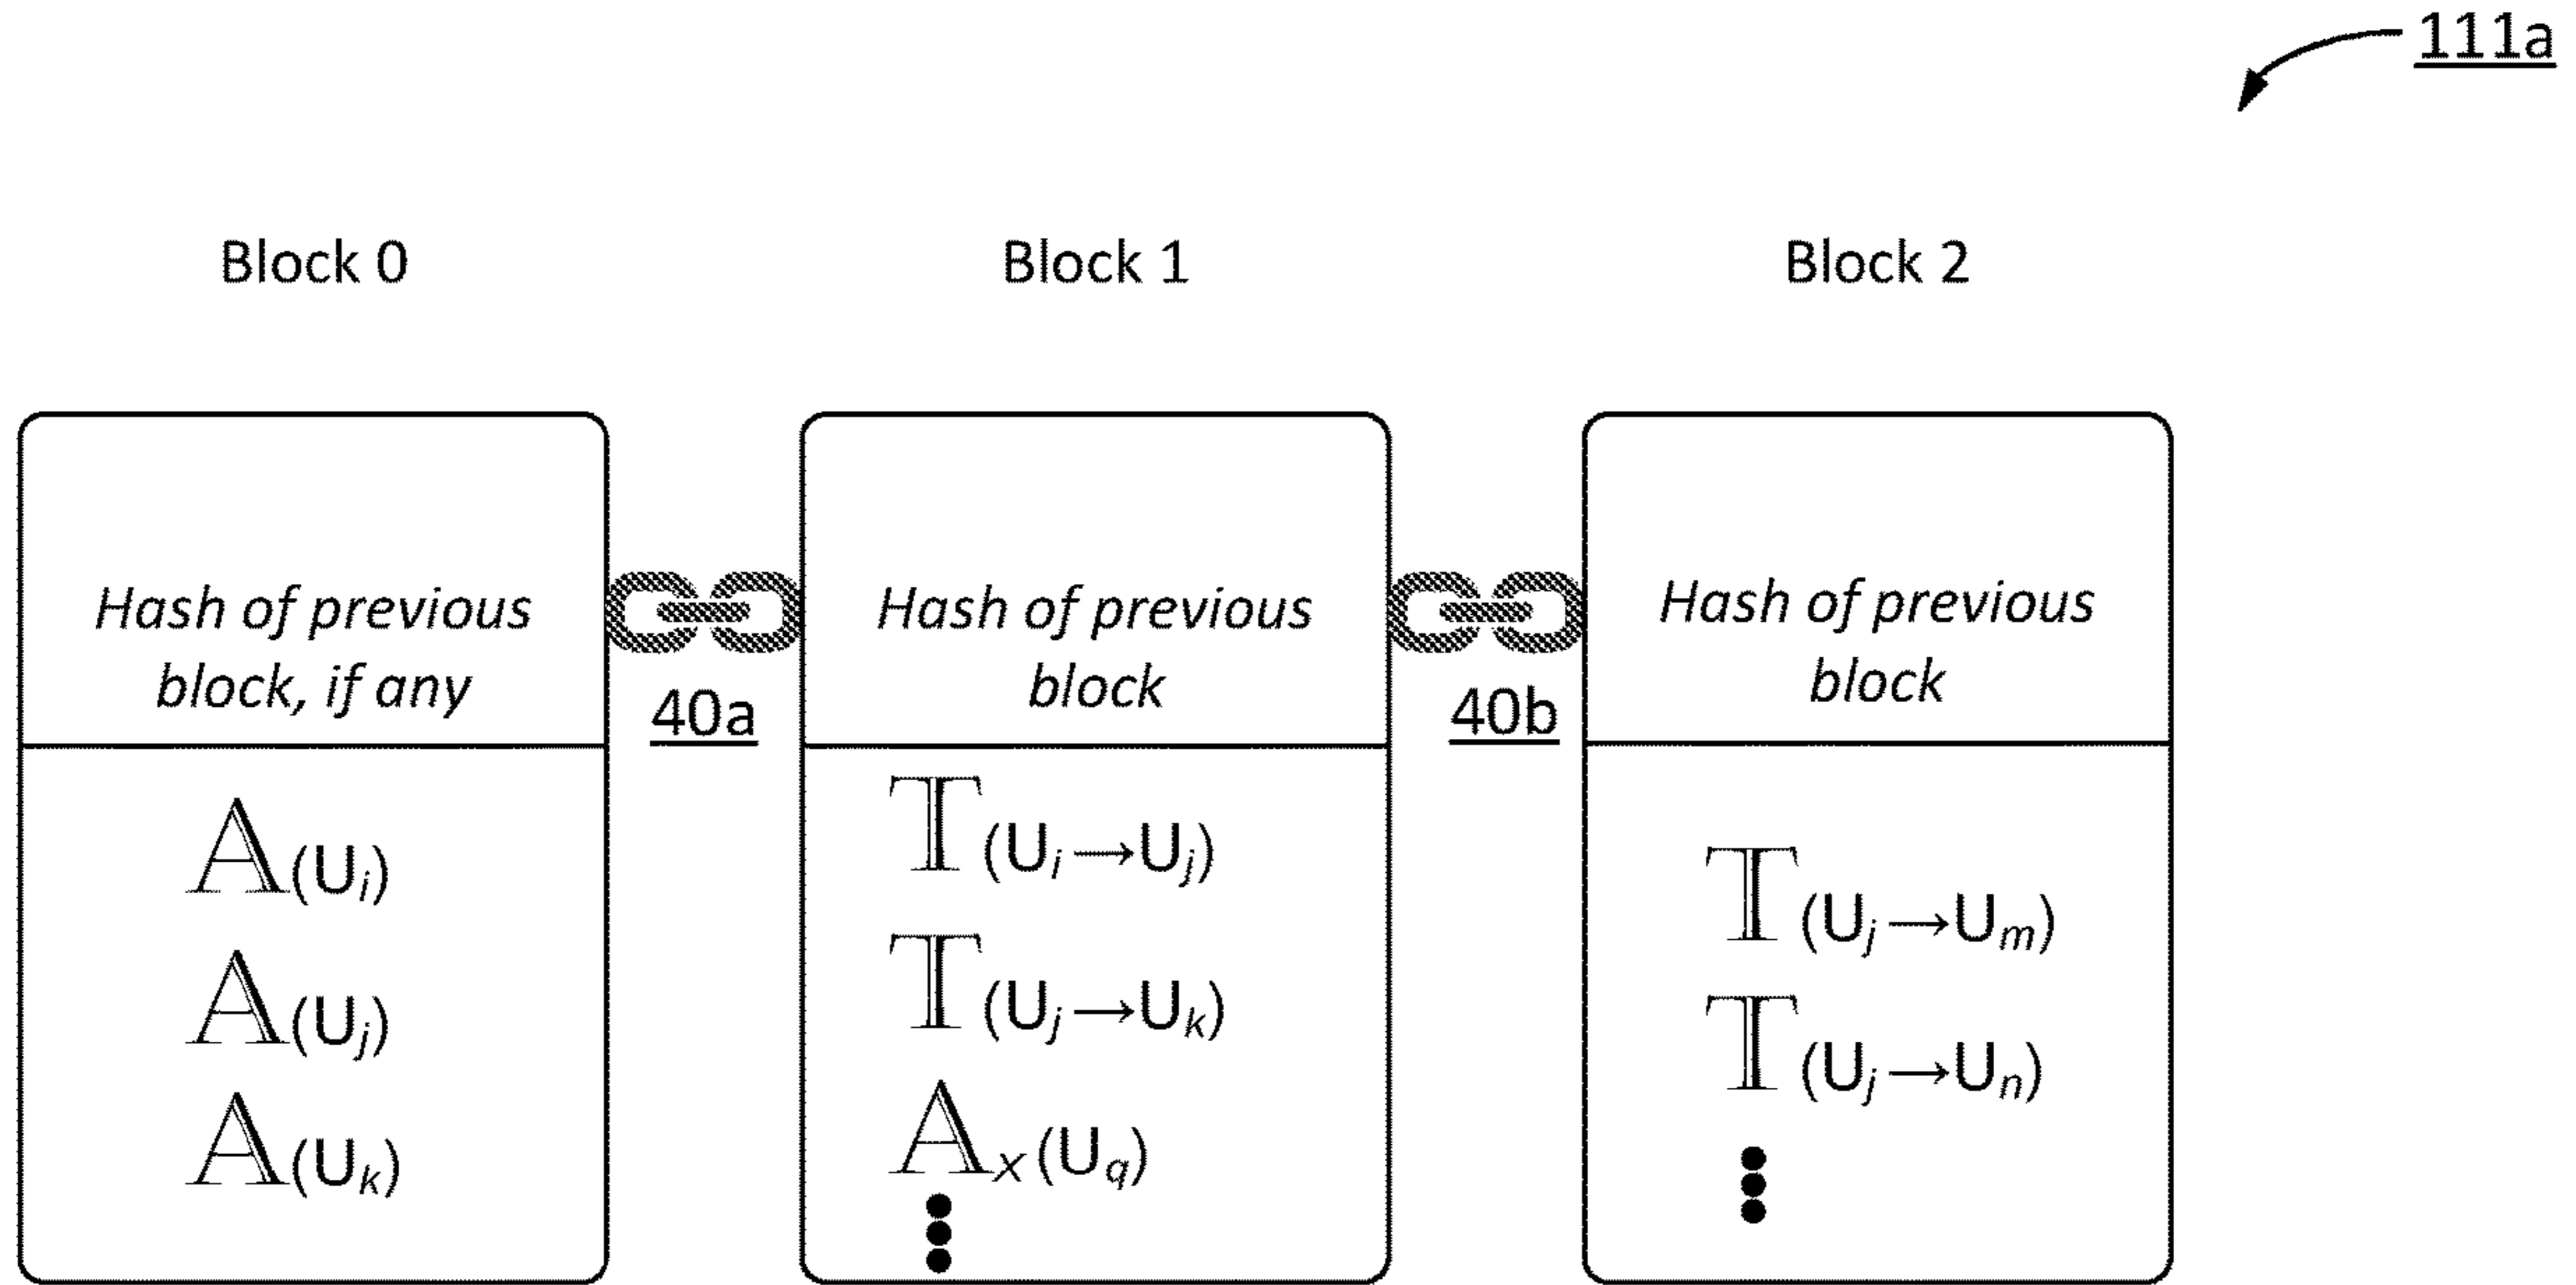 111a
Block 0
Block 1
Block 2
Hash of previous
block, if any
𝔸(Uᵢ)
𝔸(Uⱼ)
𝔸(Uₖ)
40a
Hash of previous
block
𝕋(Uᵢ→Uⱼ)
𝕋(Uⱼ→Uₖ)
𝔸ₓ(U_q)
40b
Hash of previous
block
𝕋(Uⱼ→Uₘ)
𝕋(Uⱼ→Uₙ)